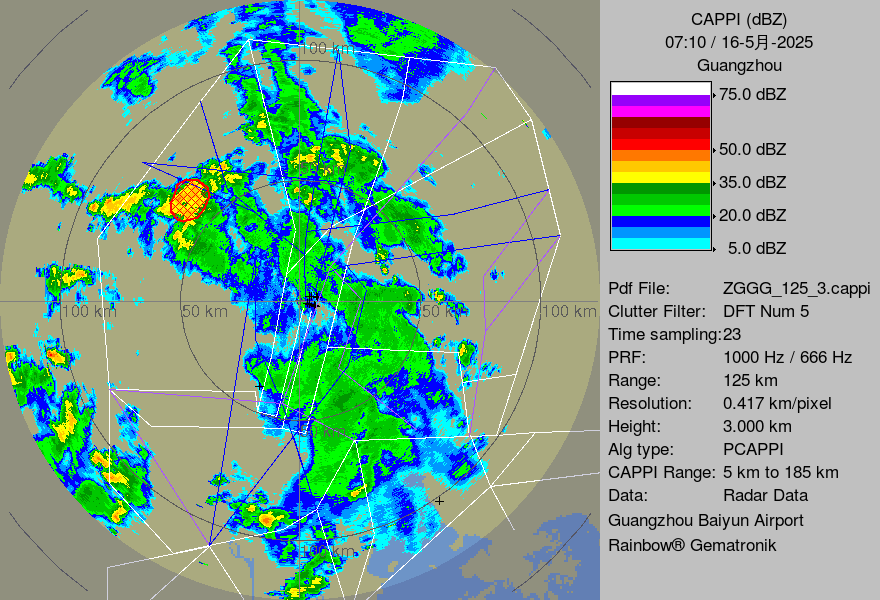 CAPPI (dBZ)
07:10 / 16-5月-2025
Guangzhou
75.0 dBZ
50.0 dBZ
35.0 dBZ
20.0 dBZ
5.0 dBZ
Pdf File: ZGGG_125_3.cappi
Clutter Filter: DFT Num 5
Time sampling:23
PRF: 1000 Hz / 666 Hz
Range: 125 km
Resolution: 0.417 km/pixel
Height: 3.000 km
Alg type: PCAPPI
CAPPI Range: 5 km to 185 km
Data: Radar Data
Guangzhou Baiyun Airport
Rainbow® Gematronik
100 km
100 km
50 km
50 km
100 km
km
100 km